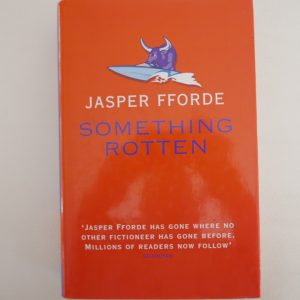 JASPER FFORDE
SOMETHING
ROTTEN
‘JASPER FFORDE HAS GONE WHERE NO
OTHER FICTIONEER HAS GONE BEFORE.
MILLIONS OF READERS NOW FOLLOW’